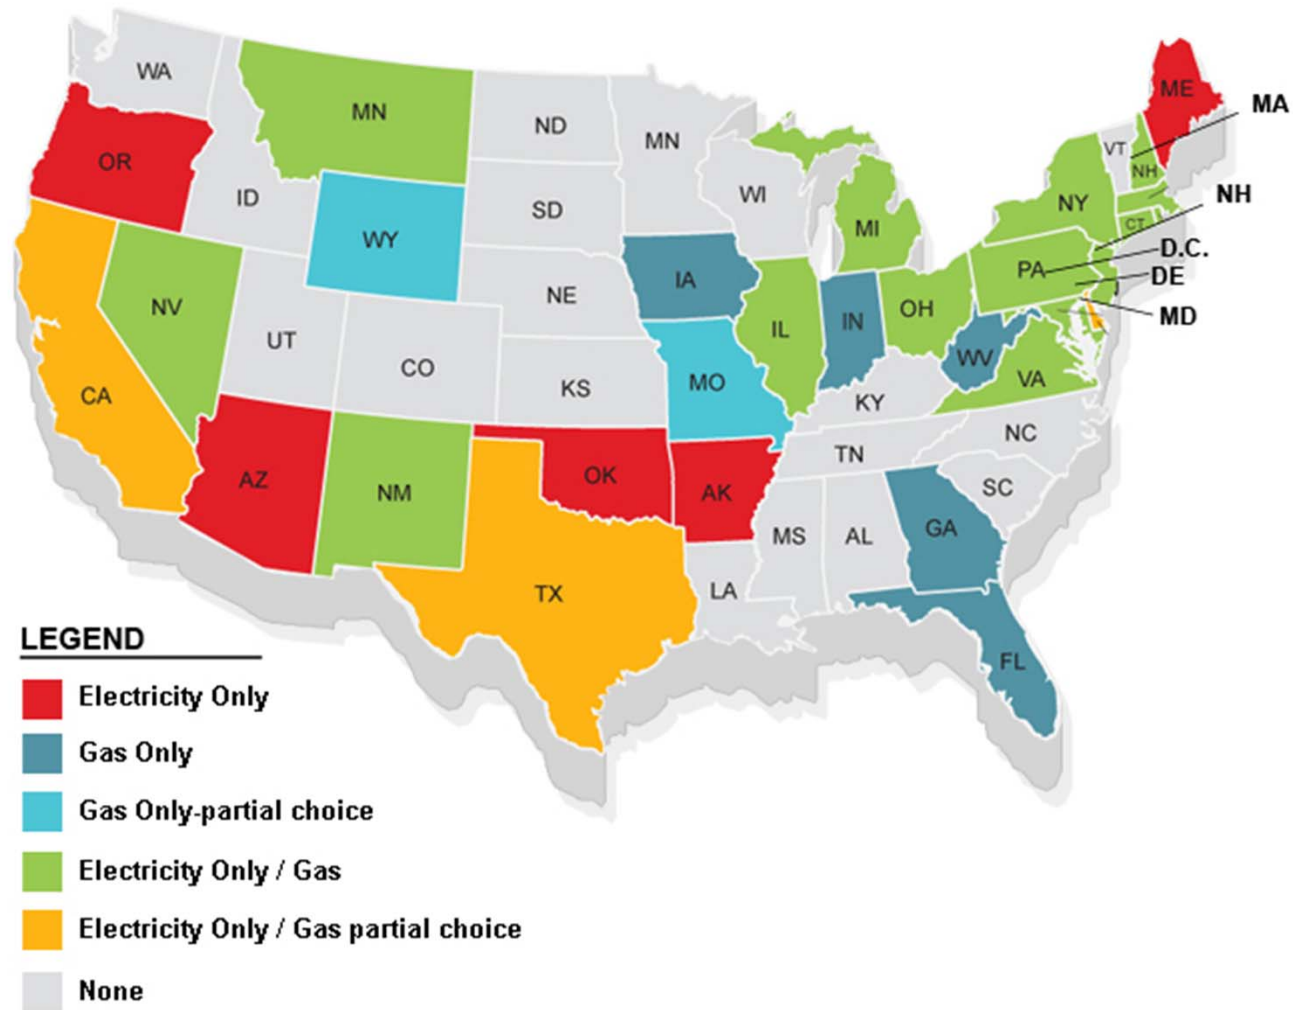 WA
MN
ND
MN
ME
MA
OR
VT
ID
SD
WI
NH
NY
NH
MI
WY
CT
D.C.
PA
DE
NV
NE
IA
OH
MD
UT
IL
IN
CO
WV
CA
KS
MO
VA
KY
NC
TN
AZ
NM
OK
AK
SC
MS
AL
GA
TX
LA
FL
LEGEND
Electricity Only
Gas Only
Gas Only-partial choice
Electricity Only / Gas
Electricity Only / Gas partial choice
None